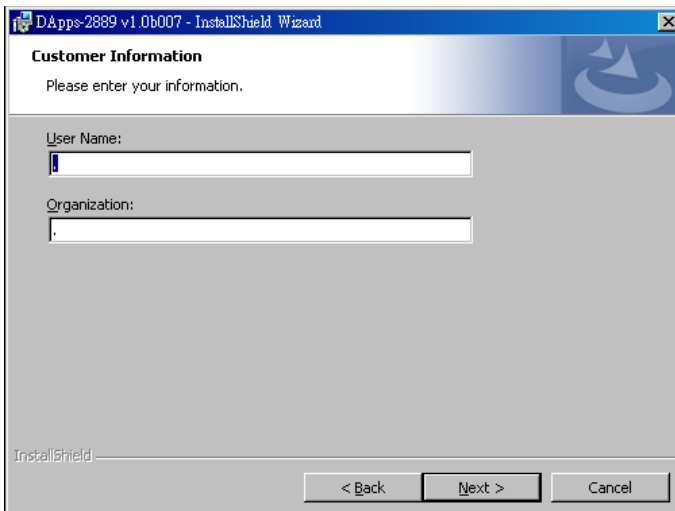 DApps-2889 v1.0b007 - InstallShield Wizard
Customer Information
Please enter your information.
User Name:
.
Organization:
.
InstallShield
< Back Next > Cancel